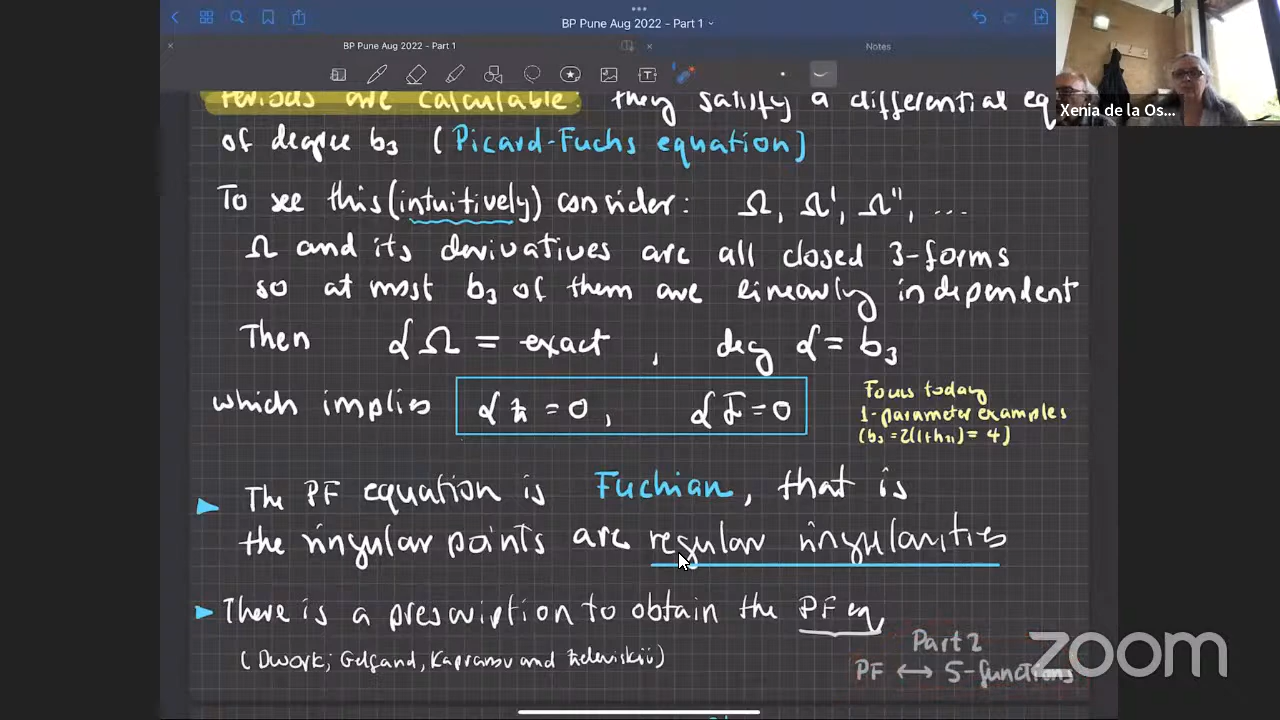 BP Pune Aug 2022 - Part 1
BP Pune Aug 2022 - Part 1
Notes
Xenia de la Os...
Periods are calculable: they satisfy a differential eq
of degree b3 (Picard-Fuchs equation)
To see this (intuitively) consider: Ω, Ω', Ω'', ...
Ω and its derivatives are all closed 3-forms
so at most b3 of them are linearly independent
Then ℒΩ = exact , deg ℒ = b3
which implies ℒ = 0, ℒ = 0
Focus today
1-parameter examples
(b3 = 2(1+h21) = 4)
The PF equation is Fuchian, that is
the singular points are regular singularities
There is a prescription to obtain the PF eq
(Dwork; Gelfand, Kapranov and Zeleviskii)
Part 2
PF ↔ S-functions
zoom